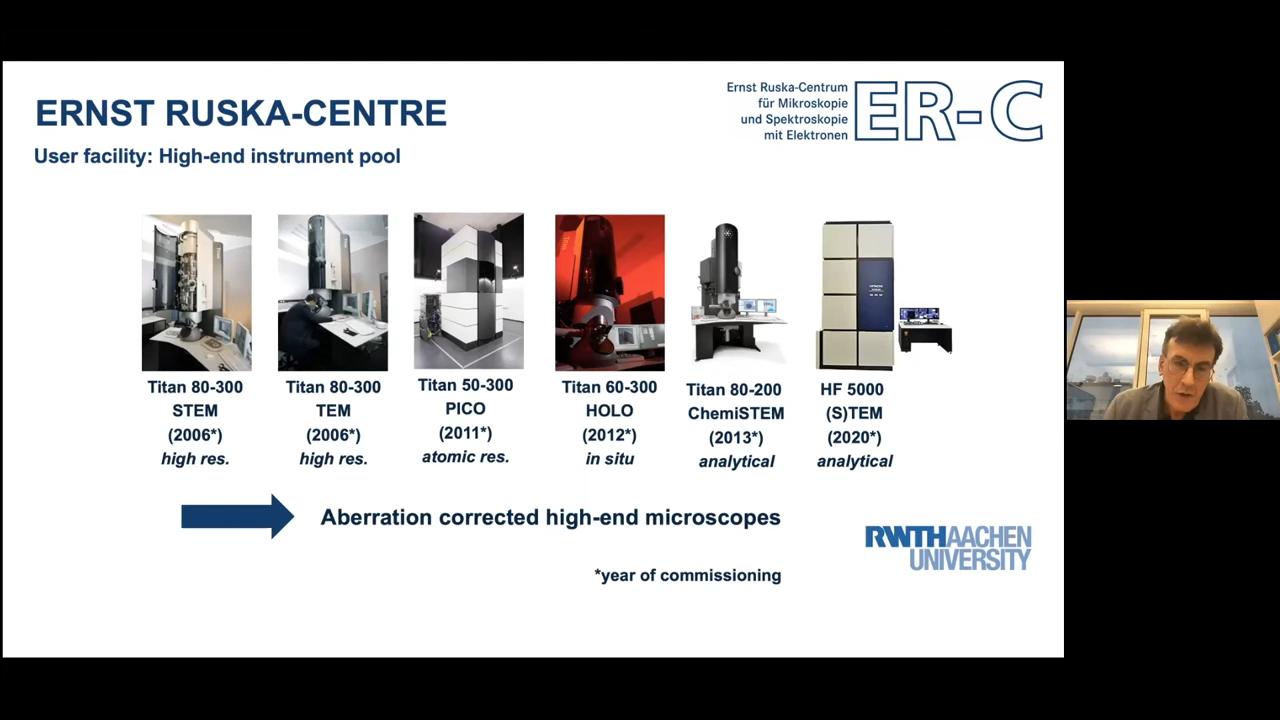 ERNST RUSKA-CENTRE
User facility: High-end instrument pool
Ernst Ruska-Centrum
für Mikroskopie
und Spektroskopie
mit Elektronen
ER-C
Titan 80-300
STEM
(2006*)
high res.
Titan 80-300
TEM
(2006*)
high res.
Titan 50-300
PICO
(2011*)
atomic res.
Titan 60-300
HOLO
(2012*)
in situ
Titan 80-200
ChemiSTEM
(2013*)
analytical
HF 5000
(S)TEM
(2020*)
analytical
Aberration corrected high-end microscopes
RWTHAACHEN
UNIVERSITY
*year of commissioning